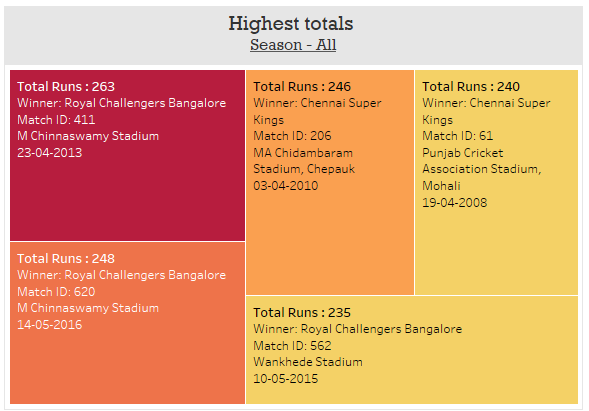 Highest totals
Season - All
Total Runs : 263
Winner: Royal Challengers Bangalore
Match ID: 411
M Chinnaswamy Stadium
23-04-2013
Total Runs : 246
Winner: Chennai Super
Kings
Match ID: 206
MA Chidambaram
Stadium, Chepauk
03-04-2010
Total Runs : 240
Winner: Chennai Super
Kings
Match ID: 61
Punjab Cricket
Association Stadium,
Mohali
19-04-2008
Total Runs : 248
Winner: Royal Challengers Bangalore
Match ID: 620
M Chinnaswamy Stadium
14-05-2016
Total Runs : 235
Winner: Royal Challengers Bangalore
Match ID: 562
Wankhede Stadium
10-05-2015